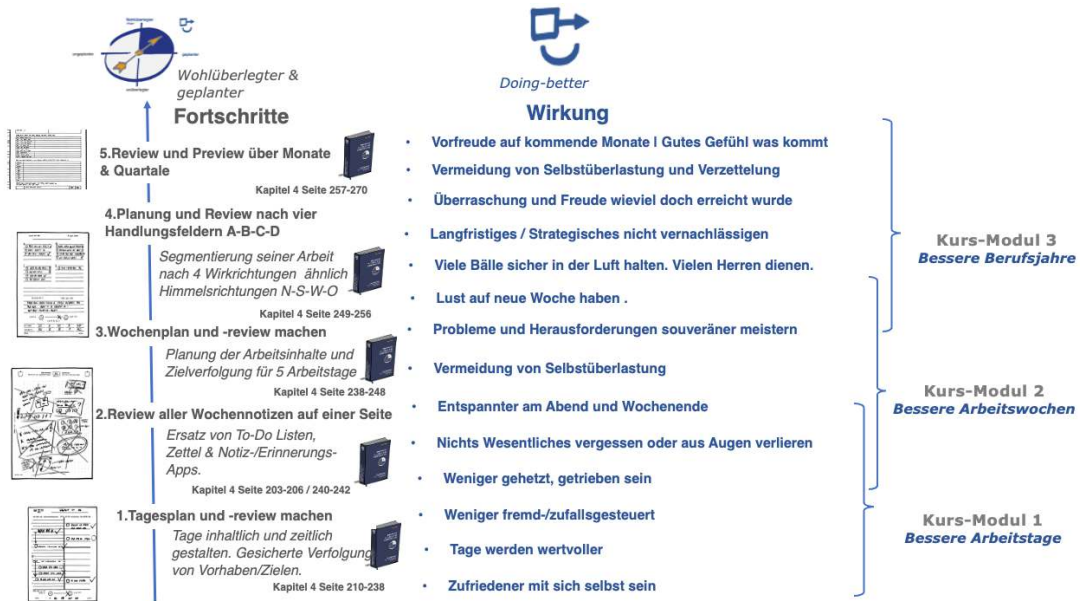 Wohlüberlegter &
geplanter
Fortschritte
5.Review und Preview über Monate
& Quartale
Kapitel 4 Seite 257-270
4.Planung und Review nach vier
Handlungsfeldern A-B-C-D
Segmentierung seiner Arbeit
nach 4 Wirkrichtungen ähnlich
Himmelsrichtungen N-S-W-O
Kapitel 4 Seite 249-256
3.Wochenplan und -review machen
Planung der Arbeitsinhalte und
Zielverfolgung für 5 Arbeitstage
Kapitel 4 Seite 238-248
2.Review aller Wochennotizen auf einer Seite
Ersatz von To-Do Listen,
Zettel & Notiz-/Erinnerungs-
Apps.
Kapitel 4 Seite 203-206 / 240-242
1.Tagesplan und -review machen
Tage inhaltlich und zeitlich
gestalten. Gesicherte Verfolgung
von Vorhaben/Zielen.
Kapitel 4 Seite 210-238
Doing-better
Wirkung
• Vorfreude auf kommende Monate I Gutes Gefühl was kommt
• Vermeidung von Selbstüberlastung und Verzettelung
• Überraschung und Freude wieviel doch erreicht wurde
• Langfristiges / Strategisches nicht vernachlässigen
• Viele Bälle sicher in der Luft halten. Vielen Herren dienen.
• Lust auf neue Woche haben .
• Probleme und Herausforderungen souveräner meistern
• Vermeidung von Selbstüberlastung
• Entspannter am Abend und Wochenende
• Nichts Wesentliches vergessen oder aus Augen verlieren
• Weniger gehetzt, getrieben sein
• Weniger fremd-/zufallsgesteuert
• Tage werden wertvoller
• Zufriedener mit sich selbst sein
Kurs-Modul 3
Bessere Berufsjahre
Kurs-Modul 2
Bessere Arbeitswochen
Kurs-Modul 1
Bessere Arbeitstage